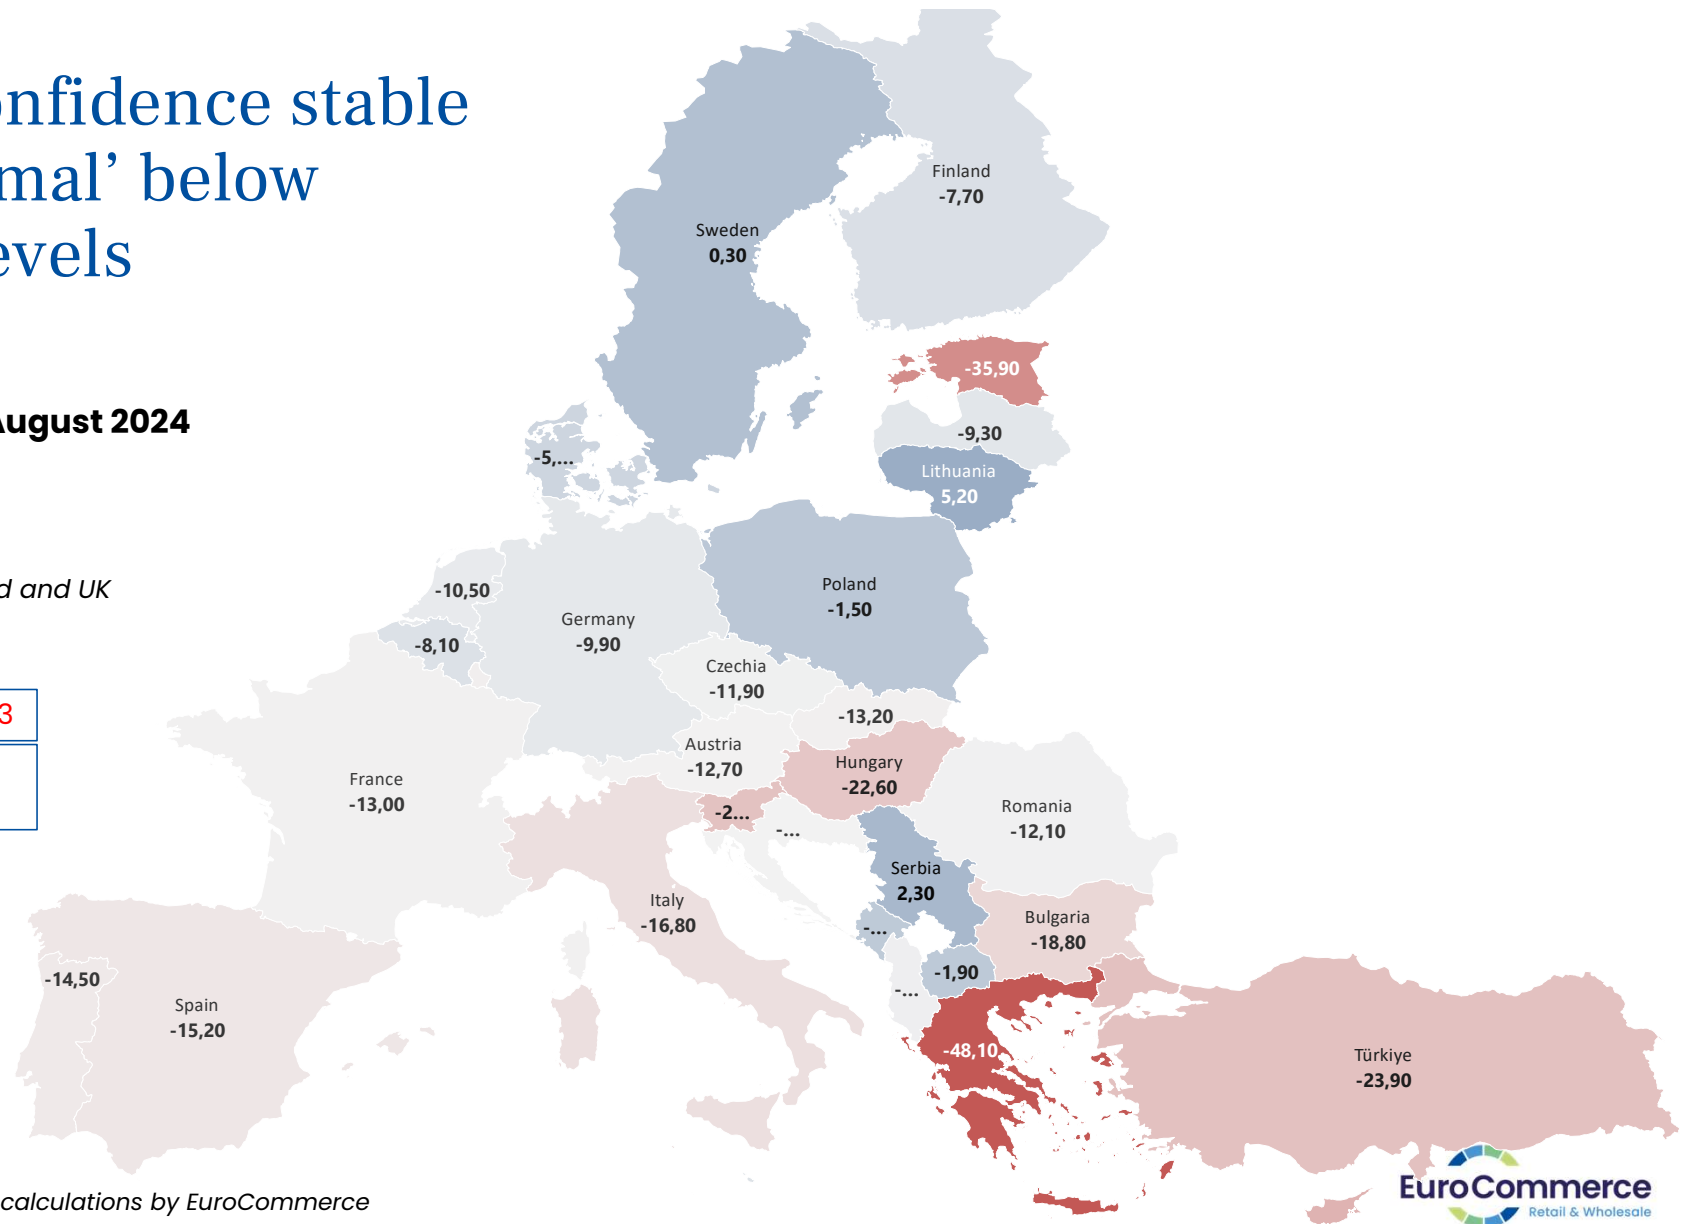 onfidence stable
mal’ below
evels
August 2024
d and UK
3
Finland
-7,70
Sweden
0,30
-35,90
-9,30
Lithuania
5,20
-5,...
Poland
-1,50
-10,50
Germany
-9,90
-8,10
Czechia
-11,90
-13,20
Austria
-12,70
Hungary
-22,60
France
-13,00
-2...
-...
Romania
-12,10
Serbia
2,30
Italy
-16,80
Bulgaria
-18,80
-...
-1,90
-...
-14,50
Spain
-15,20
-48,10
Türkiye
-23,90
calculations by EuroCommerce
EuroCommerce
Retail & Wholesale